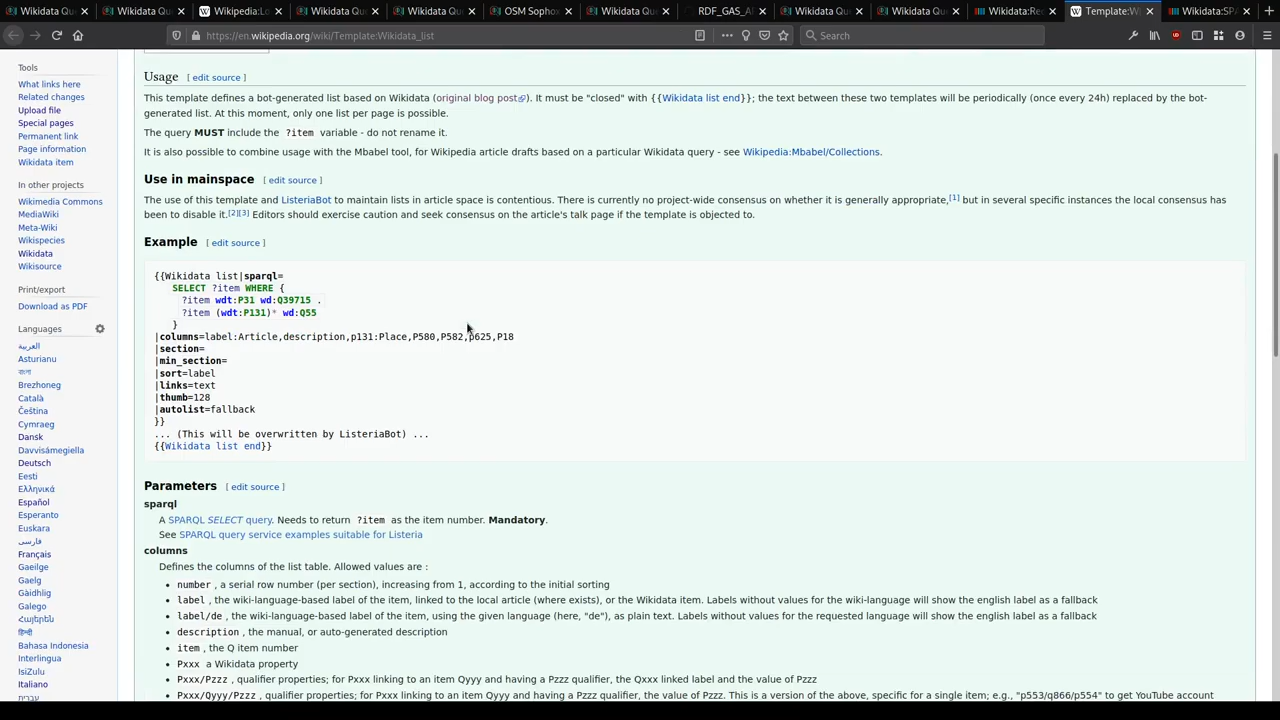 Wikidata Qu
Wikidata Qu
Wikipedia:Lo
Wikidata Qu
Wikidata Qu
OSM Sophox
Wikidata Qu
RDF_GAS_A
Wikidata Qu
Wikidata Qu
Wikidata:Re
Template:Wi
Wikidata:SPA
https://en.wikipedia.org/wiki/Template:Wikidata_list
Search
Tools
What links here
Related changes
Upload file
Special pages
Permanent link
Page information
Wikidata item
In other projects
Wikimedia Commons
MediaWiki
Meta-Wiki
Wikispecies
Wikidata
Wikisource
Print/export
Download as PDF
Languages
العربية
Asturianu
বাংলা
Brezhoneg
Català
Čeština
Cymraeg
Dansk
Davvisámegiella
Deutsch
Eesti
Ελληνικά
Español
Esperanto
Euskara
فارسی
Français
Gaeilge
Gaelg
Gàidhlig
Galego
Հայերեն
हिन्दी
Bahasa Indonesia
Interlingua
IsiZulu
Italiano
עברית
Usage [ edit source ]
This template defines a bot-generated list based on Wikidata (original blog post). It must be "closed" with {{Wikidata list end}}; the text between these two templates will be periodically (once every 24h) replaced by the bot-
generated list. At this moment, only one list per page is possible.
The query MUST include the ?item variable - do not rename it.
It is also possible to combine usage with the Mbabel tool, for Wikipedia article drafts based on a particular Wikidata query - see Wikipedia:Mbabel/Collections.
Use in mainspace [ edit source ]
The use of this template and ListeriaBot to maintain lists in article space is contentious. There is currently no project-wide consensus on whether it is generally appropriate,[1] but in several specific instances the local consensus has
been to disable it.[2][3] Editors should exercise caution and seek consensus on the article's talk page if the template is objected to.
Example [ edit source ]
{{Wikidata list|sparql=
SELECT ?item WHERE {
?item wdt:P31 wd:Q39715 .
?item (wdt:P131)* wd:Q55
}
|columns=label:Article,description,p131:Place,P580,P582,p625,P18
|section=
|min_section=
|sort=label
|links=text
|thumb=128
|autolist=fallback
}}
... (This will be overwritten by ListeriaBot) ...
{{Wikidata list end}}
Parameters [ edit source ]
sparql
A SPARQL SELECT query. Needs to return ?item as the item number. Mandatory.
See SPARQL query service examples suitable for Listeria
columns
Defines the columns of the list table. Allowed values are :
• number , a serial row number (per section), increasing from 1, according to the initial sorting
• label , the wiki-language-based label of the item, linked to the local article (where exists), or the Wikidata item. Labels without values for the wiki-language will show the english label as a fallback
• label/de , the wiki-language-based label of the item, using the given language (here, "de"), as plain text. Labels without values for the requested language will show the english label as a fallback
• description , the manual, or auto-generated description
• item , the Q item number
• Pxxx a Wikidata property
• Pxxx/Pzzz , qualifier properties; for Pxxx linking to an item Qyyy and having a Pzzz qualifier, the Qxxx linked label and the value of Pzzz
• Pxxx/Qyyy/Pzzz , qualifier properties; for Pxxx linking to an item Qyyy and having a Pzzz qualifier, the value of Pzzz. This is a version of the above, specific for a single item; e.g., "p553/q866/p554" to get YouTube account